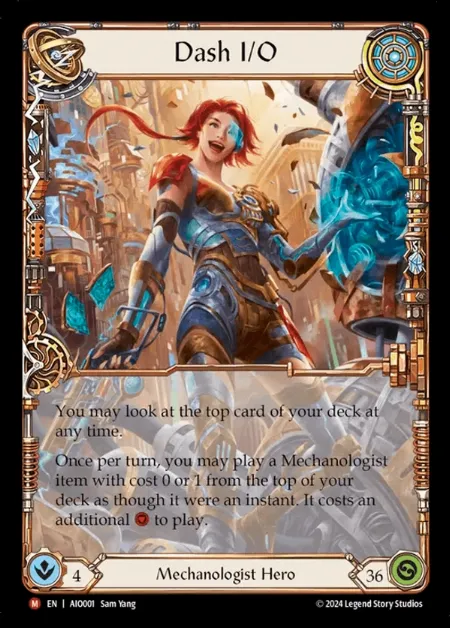 Dash I/O
You may look at the top card of your deck at
any time.
Once per turn, you may play a Mechanologist
item with cost 0 or 1 from the top of your
deck as though it were an instant. It costs an
additional to play.
4
Mechanologist Hero
36
M EN | AIO001 Sam Yang
© 2024 Legend Story Studios